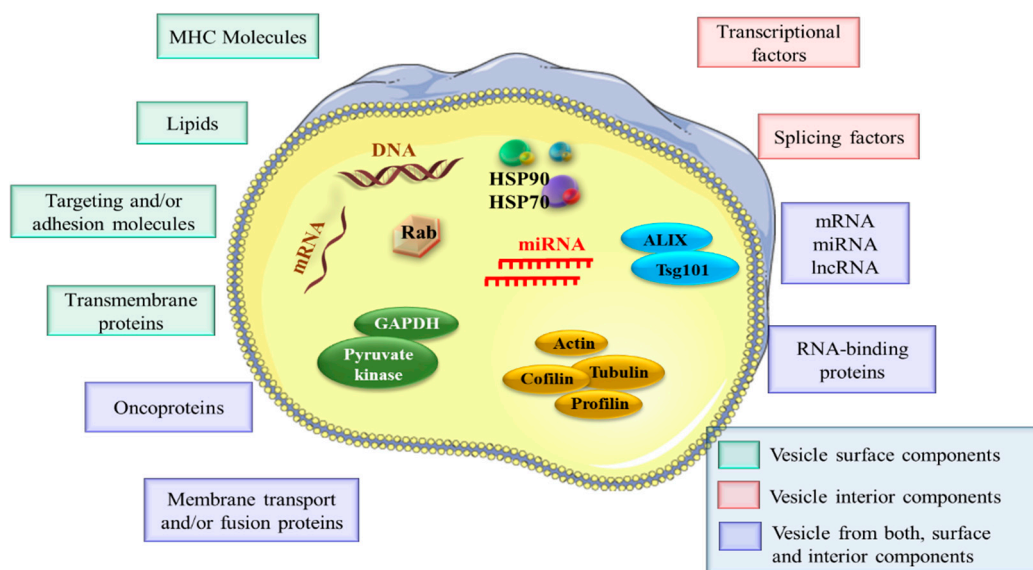 MHC Molecules
Transcriptional
factors
Lipids
Splicing factors
DNA
HSP90
HSP70
Targeting and/or
adhesion molecules
mRNA
Rab
miRNA
ALIX
Tsg101
mRNA
miRNA
lncRNA
Transmembrane
proteins
GAPDH
Pyruvate
kinase
Actin
Cofilin
Tubulin
Profilin
RNA-binding
proteins
Oncoproteins
Membrane transport
and/or fusion proteins
Vesicle surface components
Vesicle interior components
Vesicle from both, surface
and interior components